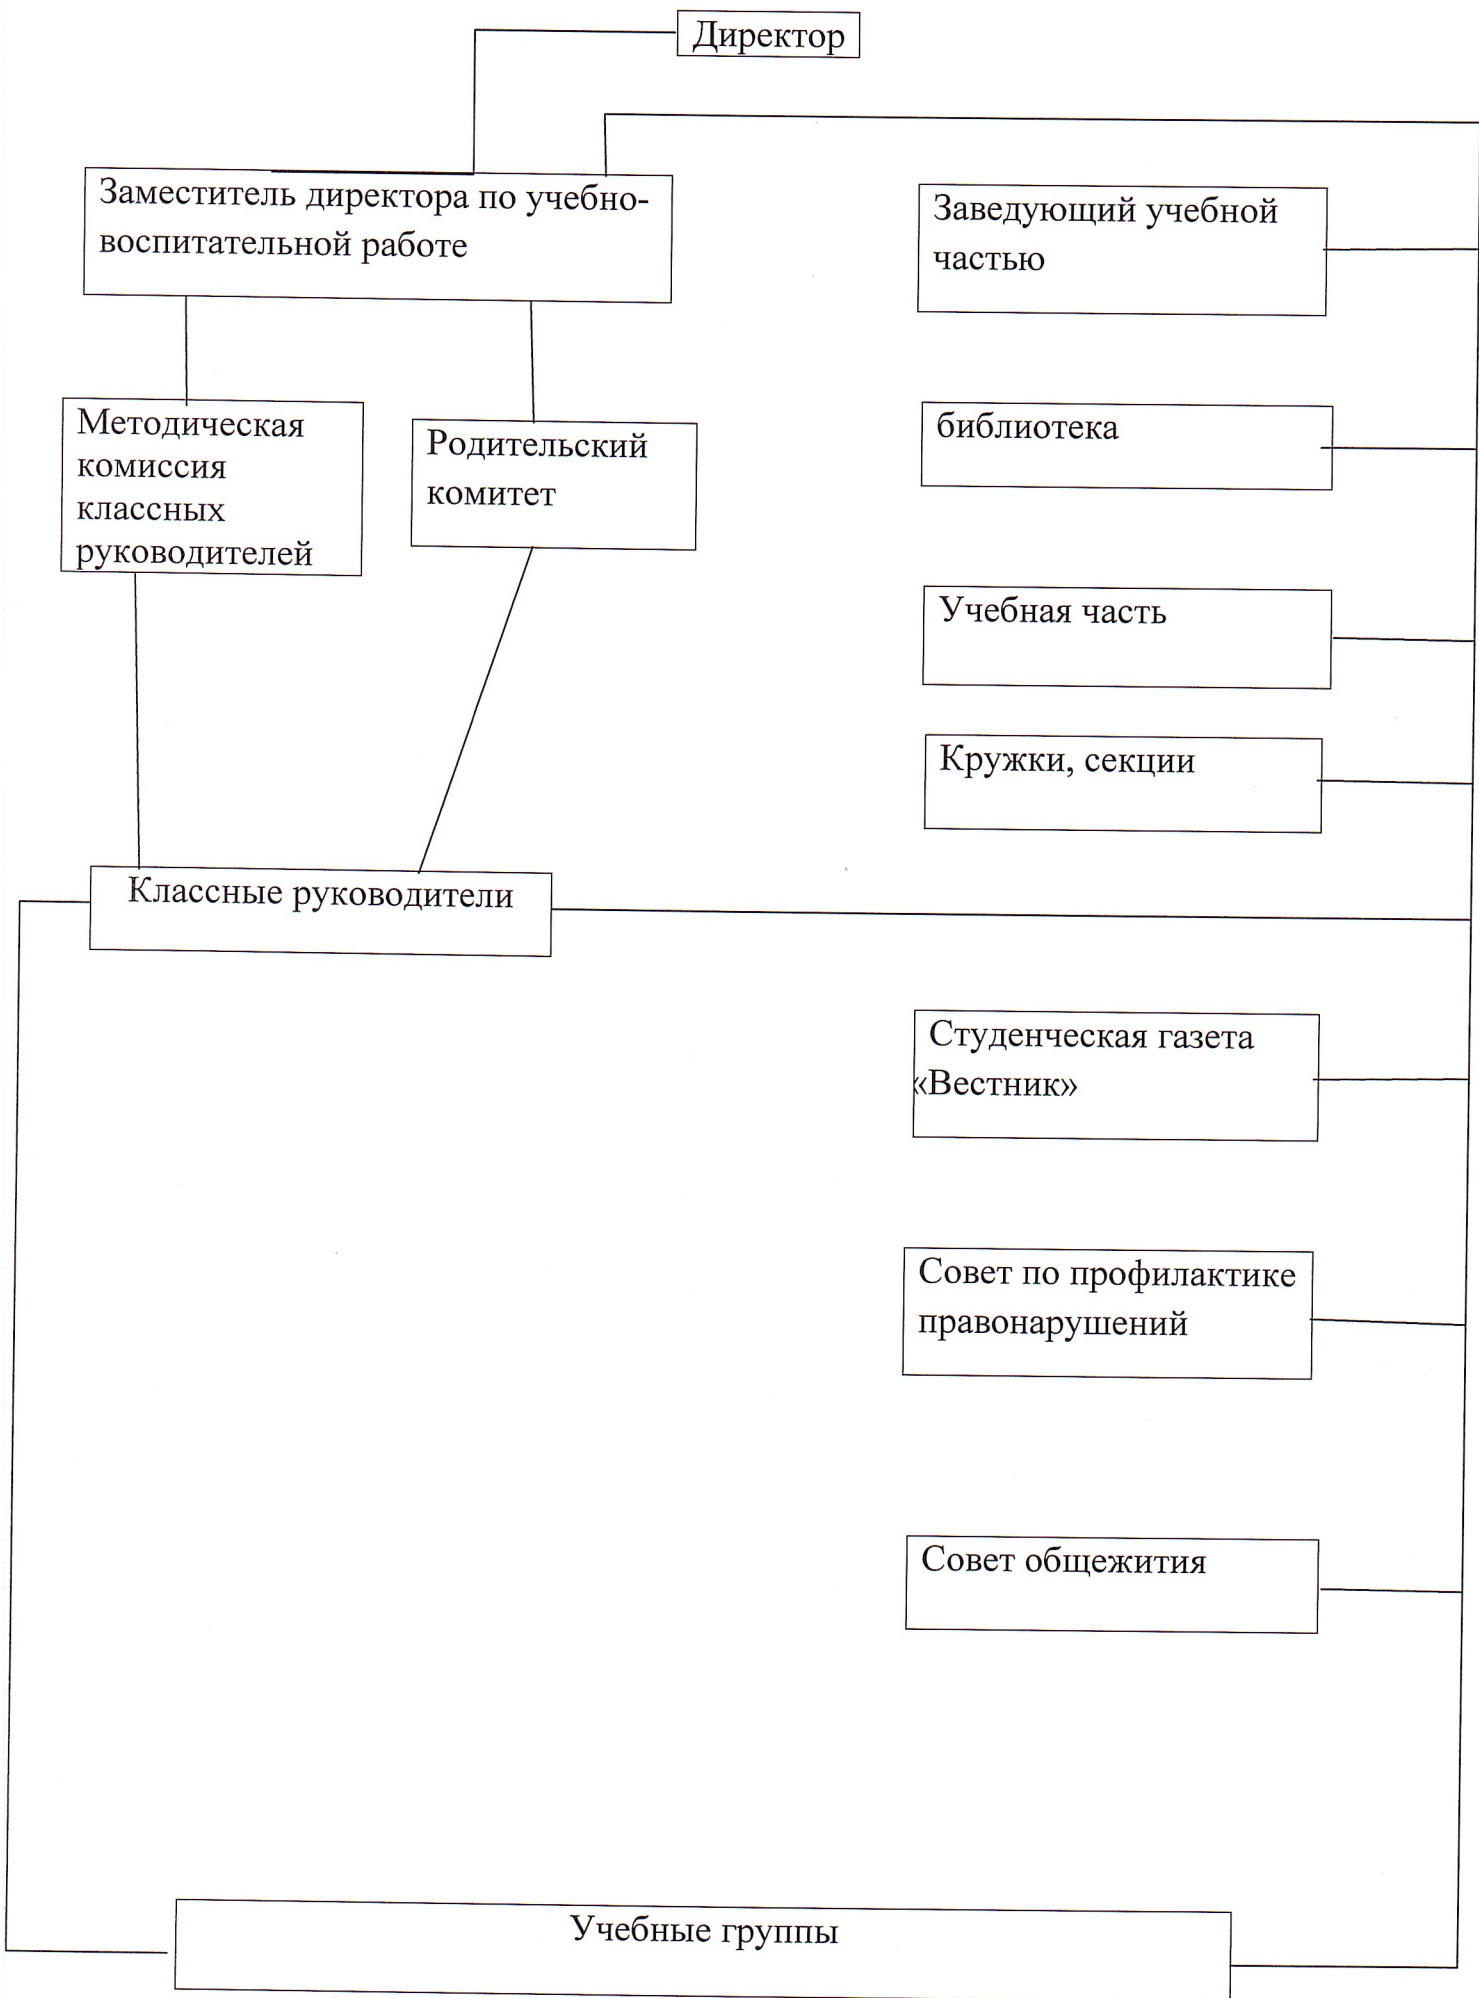 Директор
Заместитель директора по учебно-
воспитательной работе
Заведующий учебной
частью
Методическая
комиссия
классных
руководителей
Родительский
комитет
библиотека
Учебная часть
Кружки, секции
Классные руководители
Студенческая газета
«Вестник»
Совет по профилактике
правонарушений
Совет общежития
Учебные группы